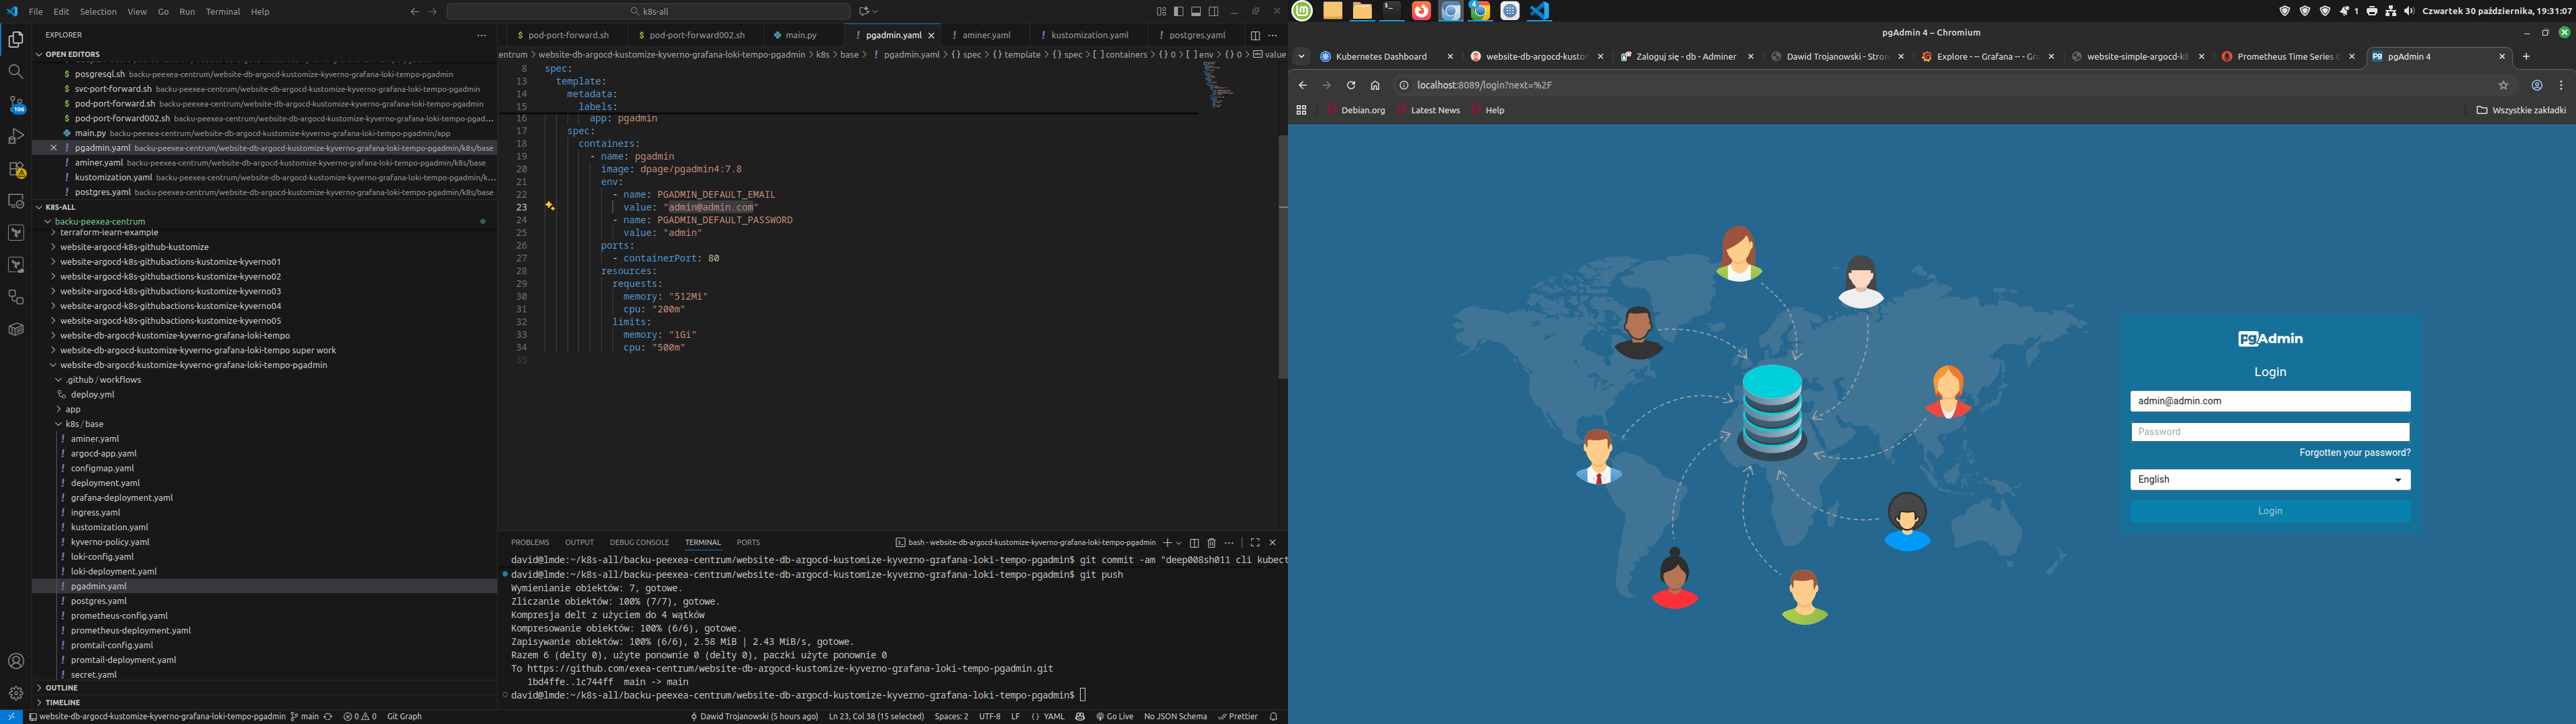 File Edit Selection View Go Run Terminal Help
k8s-all
EXPLORER
OPEN EDITORS
posgresql.sh backu-peexea-centrum/website-db-argocd-kustomize-kyverno-grafana-loki-tempo-pgadmin
svc-port-forward.sh backu-peexea-centrum/website-db-argocd-kustomize-kyverno-grafana-loki-tempo-pgadmin
pod-port-forward.sh backu-peexea-centrum/website-db-argocd-kustomize-kyverno-grafana-loki-tempo-pgadmin
pod-port-forward002.sh backu-peexea-centrum/website-db-argocd-kustomize-kyverno-grafana-loki-tempo-pgad...
main.py backu-peexea-centrum/website-db-argocd-kustomize-kyverno-grafana-loki-tempo-pgadmin/app
pgadmin.yaml backu-peexea-centrum/website-db-argocd-kustomize-kyverno-grafana-loki-tempo-pgadmin/k8s/base
aminer.yaml backu-peexea-centrum/website-db-argocd-kustomize-kyverno-grafana-loki-tempo-pgadmin/k8s/base
kustomization.yaml backu-peexea-centrum/website-db-argocd-kustomize-kyverno-grafana-loki-tempo-pgadmin/k...
postgres.yaml backu-peexea-centrum/website-db-argocd-kustomize-kyverno-grafana-loki-tempo-pgadmin/k8s/base
K8S-ALL
backu-peexea-centrum
terraform-learn-example
website-argocd-k8s-github-kustomize
website-argocd-k8s-githubactions-kustomize-kyverno01
website-argocd-k8s-githubactions-kustomize-kyverno02
website-argocd-k8s-githubactions-kustomize-kyverno03
website-argocd-k8s-githubactions-kustomize-kyverno04
website-argocd-k8s-githubactions-kustomize-kyverno05
website-db-argocd-kustomize-kyverno-grafana-loki-tempo
website-db-argocd-kustomize-kyverno-grafana-loki-tempo super work
website-db-argocd-kustomize-kyverno-grafana-loki-tempo-pgadmin
.github / workflows
deploy.yml
app
k8s / base
aminer.yaml
argocd-app.yaml
configmap.yaml
deployment.yaml
grafana-deployment.yaml
ingress.yaml
kustomization.yaml
kyverno-policy.yaml
loki-config.yaml
loki-deployment.yaml
pgadmin.yaml
postgres.yaml
prometheus-config.yaml
prometheus-deployment.yaml
promtail-config.yaml
promtail-deployment.yaml
secret.yaml
OUTLINE
TIMELINE
106
pod-port-forward.sh pod-port-forward002.sh main.py pgadmin.yaml aminer.yaml kustomization.yaml postgres.yaml
entrum > website-db-argocd-kustomize-kyverno-grafana-loki-tempo-pgadmin > k8s > base > pgadmin.yaml > {} spec > {} template > {} spec > [ ] containers > {} 0 > [ ] env > {} 0 > value
8 spec:
13 template:
14 metadata:
15 labels:
16 app: pgadmin
17 spec:
18 containers:
19 - name: pgadmin
20 image: dpage/pgadmin4:7.8
21 env:
22 - name: PGADMIN_DEFAULT_EMAIL
23 value: "admin@admin.com"
24 - name: PGADMIN_DEFAULT_PASSWORD
25 value: "admin"
26 ports:
27 - containerPort: 80
28 resources:
29 requests:
30 memory: "512Mi"
31 cpu: "200m"
32 limits:
33 memory: "1Gi"
34 cpu: "500m"
35
PROBLEMS OUTPUT DEBUG CONSOLE TERMINAL PORTS
bash - website-db-argocd-kustomize-kyverno-grafana-loki-tempo-pgadmin
david@lmde:~/k8s-all/backu-peexea-centrum/website-db-argocd-kustomize-kyverno-grafana-loki-tempo-pgadmin$ git commit -am "deep008sh011 cli kubect
david@lmde:~/k8s-all/backu-peexea-centrum/website-db-argocd-kustomize-kyverno-grafana-loki-tempo-pgadmin$ git push
Wymienianie obiektów: 7, gotowe.
Zliczanie obiektów: 100% (7/7), gotowe.
Kompresja delt z użyciem do 4 wątków
Kompresowanie obiektów: 100% (6/6), gotowe.
Zapisywanie obiektów: 100% (6/6), 2.58 MiB | 2.43 MiB/s, gotowe.
Razem 6 (delty 0), użyte ponownie 0 (delty 0), paczki użyte ponownie 0
To https://github.com/exea-centrum/website-db-argocd-kustomize-kyverno-grafana-loki-tempo-pgadmin.git
1bd4ffe..1c744ff main -> main
david@lmde:~/k8s-all/backu-peexea-centrum/website-db-argocd-kustomize-kyverno-grafana-loki-tempo-pgadmin$
website-db-argocd-kustomize-kyverno-grafana-loki-tempo-pgadmin main 0 0 Git Graph
Dawid Trojanowski (5 hours ago) Ln 23, Col 38 (15 selected) Spaces: 2 UTF-8 LF {} YAML Go Live No JSON Schema Prettier
4
1 Czwartek 30 października, 19:31:07
pgAdmin 4 – Chromium
Kubernetes Dashboard website-db-argocd-kustom Zaloguj się - db - Adminer Dawid Trojanowski - Stron Explore - -- Grafana -- - Gra website-simple-argocd-k8 Prometheus Time Series C Pg pgAdmin 4
localhost:8089/login?next=%2F
Debian.org Latest News Help
Wszystkie zakładki
pgAdmin
Login
admin@admin.com
Password
Forgotten your password?
English
Login